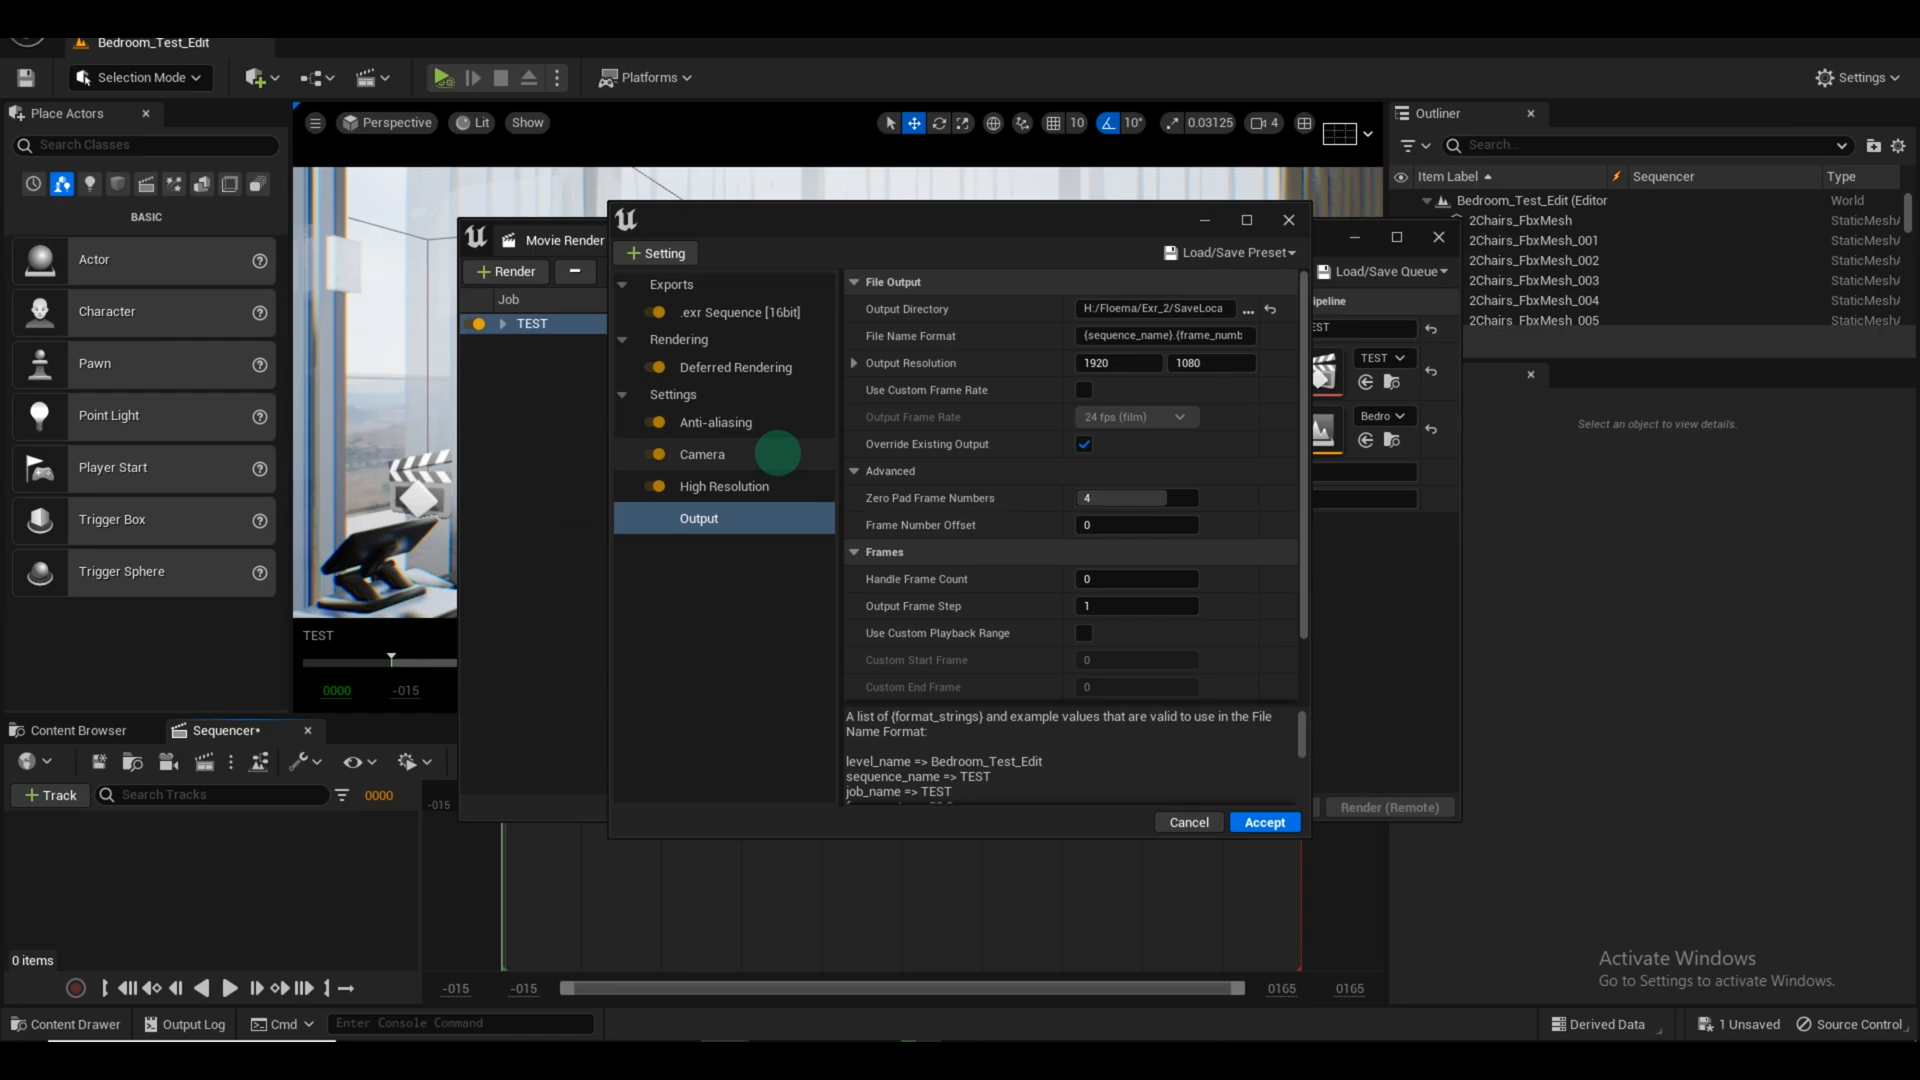 Bedroom_Test_Edit
Selection Mode
Platforms
Settings
Place Actors
Search Classes
BASIC
Actor
Character
Pawn
Point Light
Player Start
Trigger Box
Trigger Sphere
Perspective
Lit
Show
10
10°
0.03125
4
Outliner
Search...
Item Label
Sequencer
Type
Bedroom_Test_Edit (Editor
World
2Chairs_FbxMesh
StaticMesh
2Chairs_FbxMesh_001
StaticMesh
2Chairs_FbxMesh_002
StaticMesh
2Chairs_FbxMesh_003
StaticMesh
2Chairs_FbxMesh_004
StaticMesh
2Chairs_FbxMesh_005
StaticMesh
Select an object to view details.
Movie Render
Render
Job
TEST
Load/Save Queue
ipeline
EST
TEST
Bedro
Render (Remote)
Setting
Load/Save Preset
Exports
.exr Sequence [16bit]
Rendering
Deferred Rendering
Settings
Anti-aliasing
Camera
High Resolution
Output
File Output
Output Directory
H:/Floema/Exr_2/SaveLoca
File Name Format
{sequence_name}.{frame_numb
Output Resolution
1920
1080
Use Custom Frame Rate
Output Frame Rate
24 fps (film)
Override Existing Output
Advanced
Zero Pad Frame Numbers
4
Frame Number Offset
0
Frames
Handle Frame Count
0
Output Frame Step
1
Use Custom Playback Range
Custom Start Frame
0
Custom End Frame
0
A list of {format_strings} and example values that are valid to use in the File
Name Format:
level_name => Bedroom_Test_Edit
sequence_name => TEST
job_name => TEST
Cancel
Accept
TEST
0000
-015
Content Browser
Sequencer*
Track
Search Tracks
0000
-015
0 items
-015
-015
0165
0165
Activate Windows
Go to Settings to activate Windows.
Content Drawer
Output Log
Cmd
Enter Console Command
Derived Data
1 Unsaved
Source Control